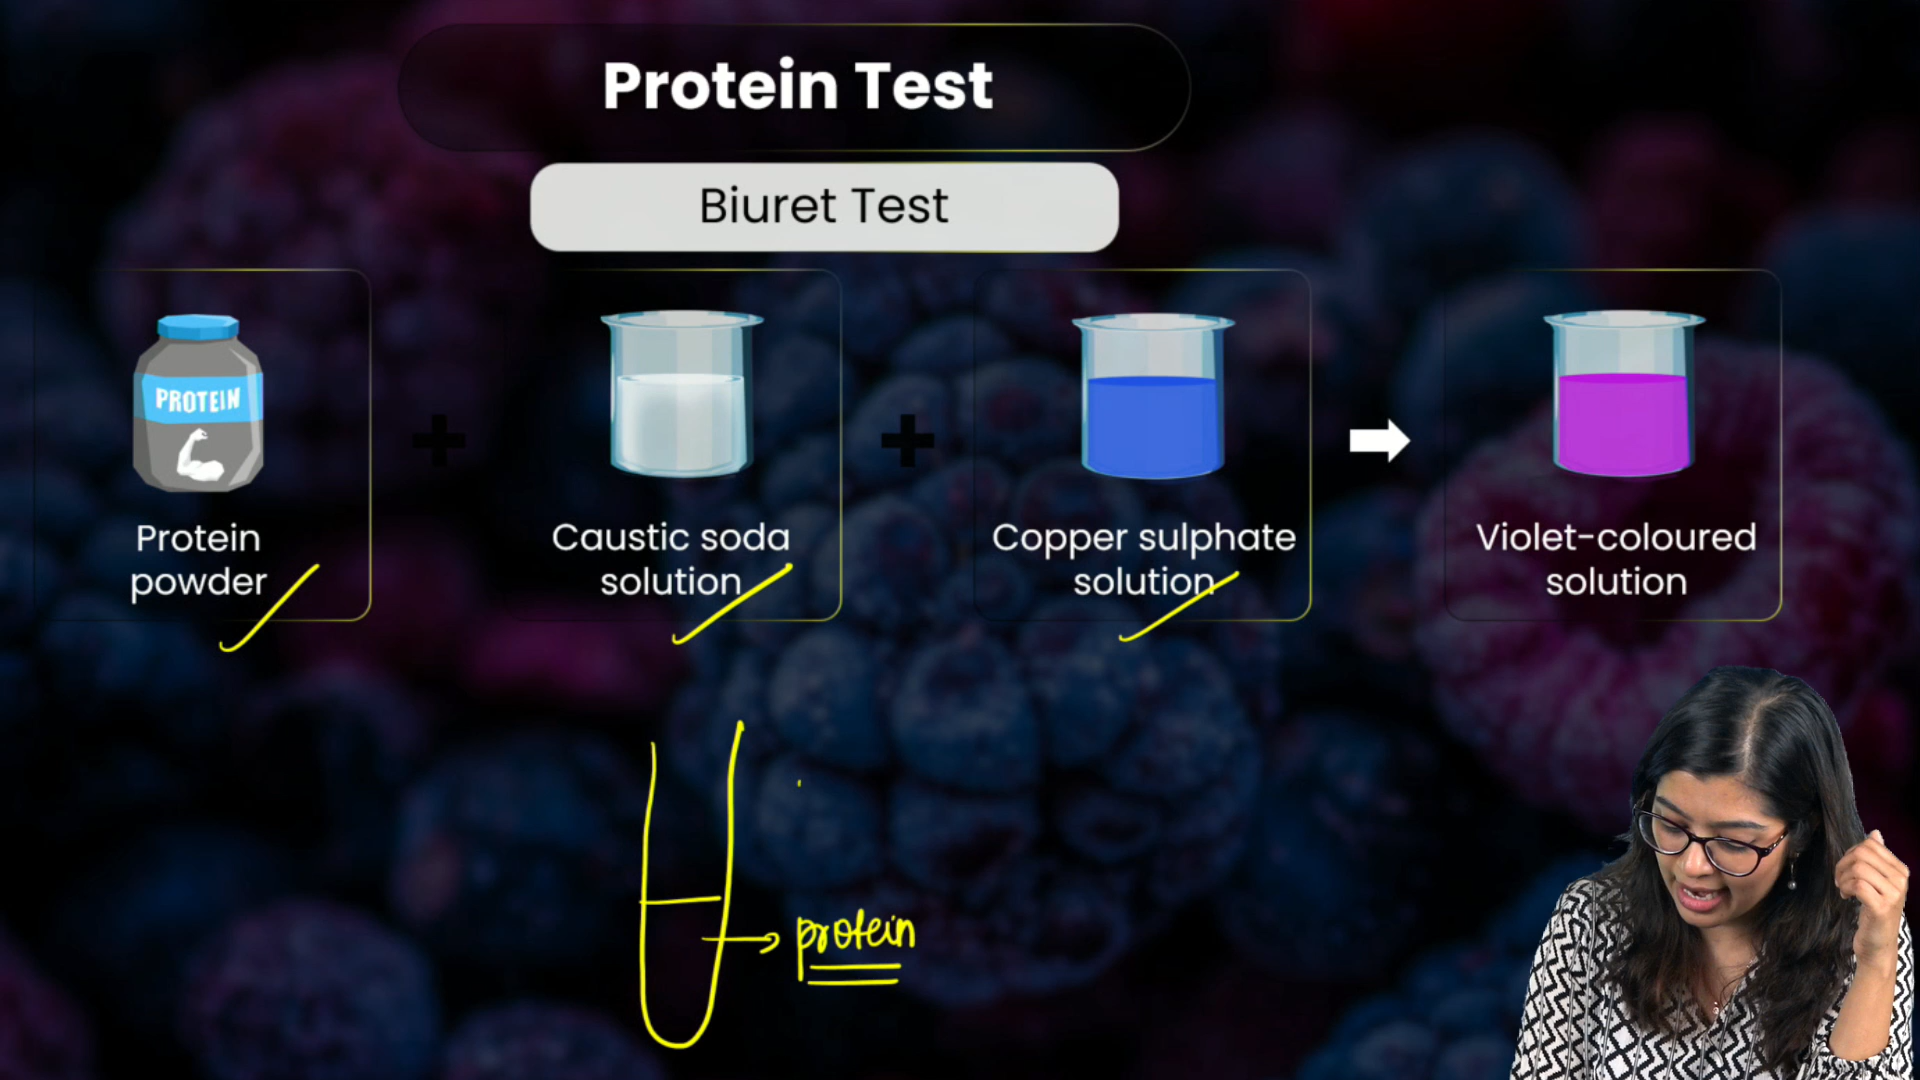 Protein Test
Biuret Test
PROTEIN
Protein
powder
Caustic soda
solution
Copper sulphate
solution
Violet-coloured
solution
protein